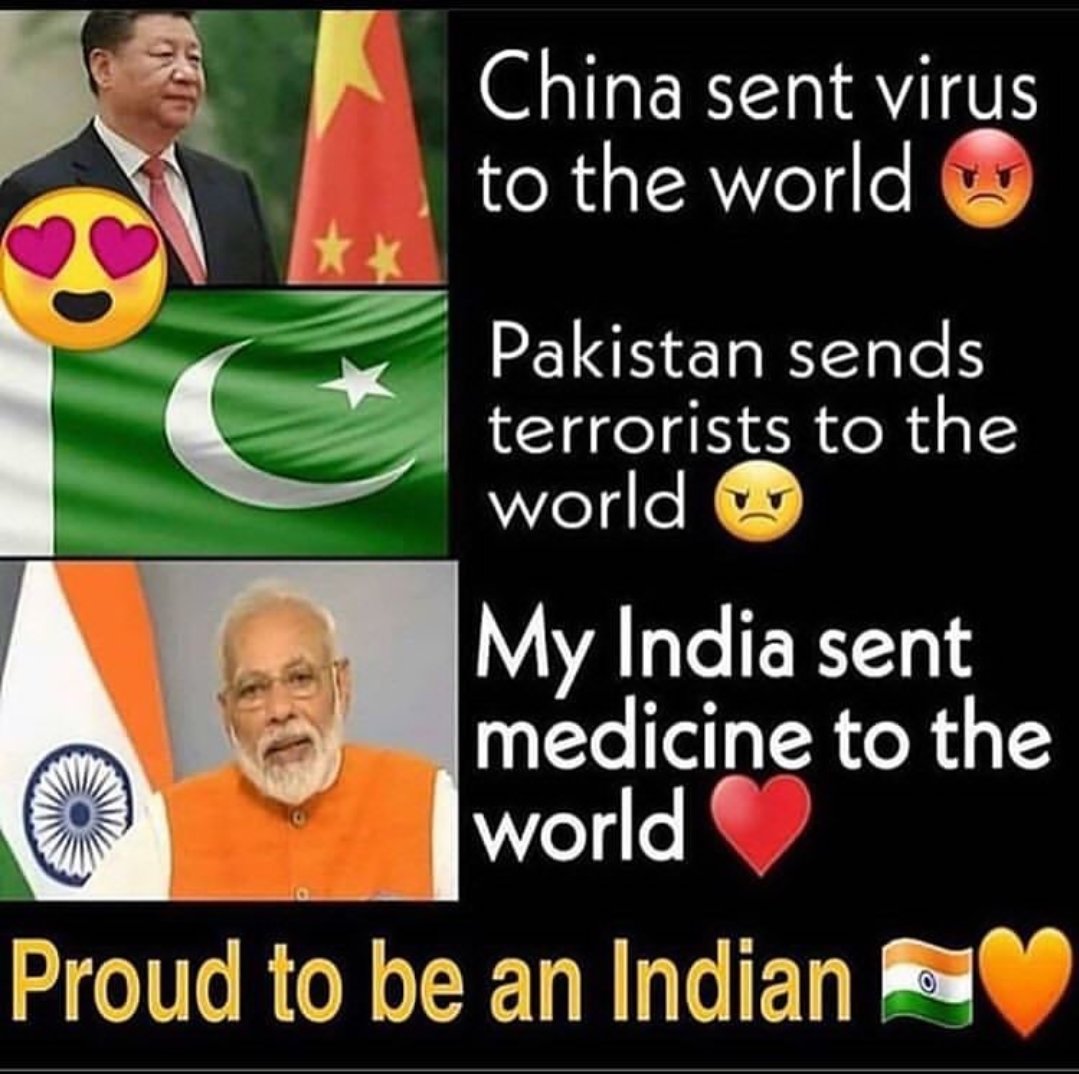 China sent virus
to the world 😡
Pakistan sends
terrorists to the
world 😠
My India sent
medicine to the
world ♥️
Proud to be an Indian 🇮🇳🧡